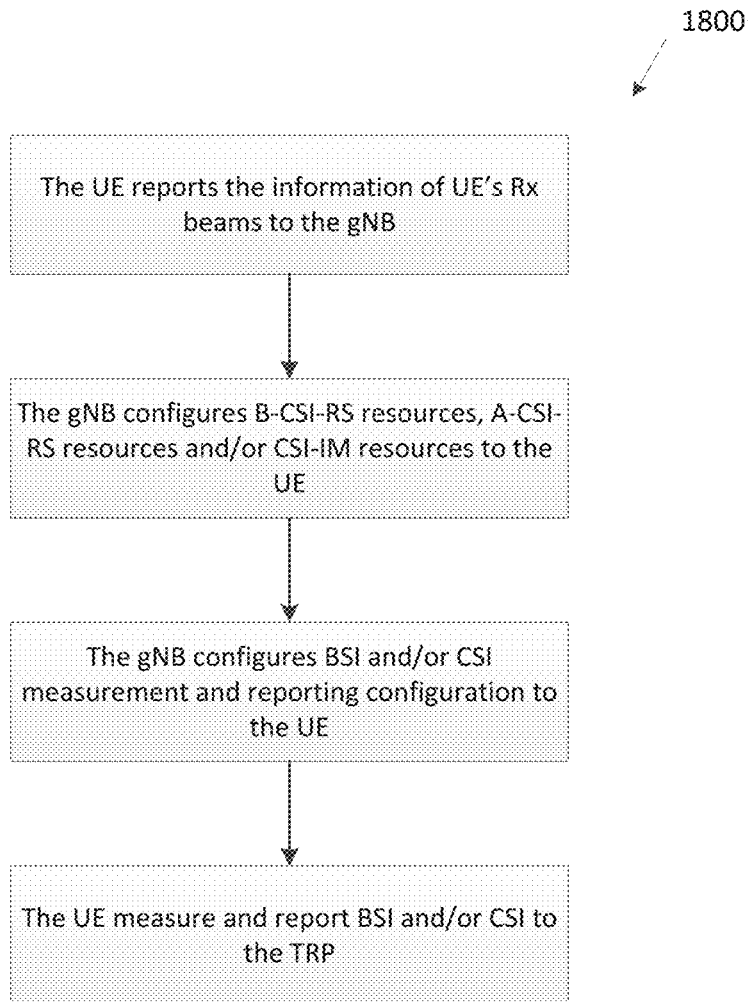 1800
The UE reports the information of UE's Rx
beams to the gNB
The gNB configures B-CSI-RS resources, A-CSI-
RS resources and/or CSI-IM resources to the
UE
The gNB configures BSI and/or CSI
measurement and reporting configuration to
the UE
The UE measure and report BSI and/or CSI to
the TRP